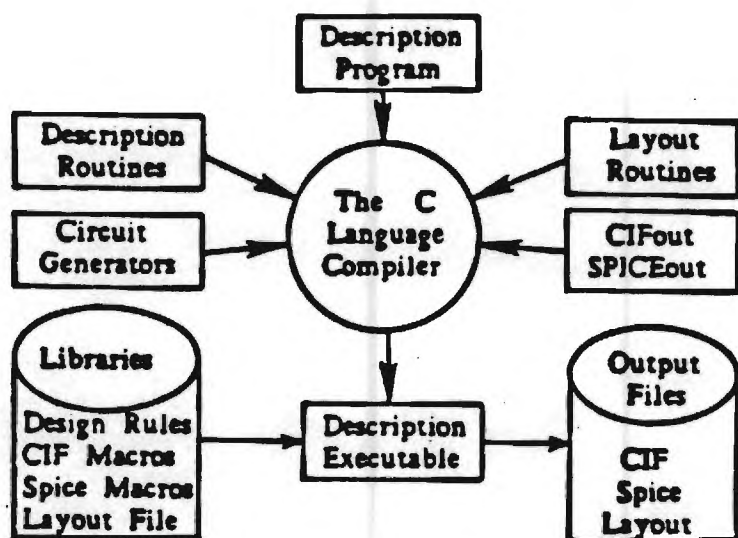 Description
Program
Description
Routines
Layout
Routines
The C
Language
Compiler
Circuit
Generators
CIFout
SPICEout
Libraries
Design Rules
CIF Macros
Spice Macros
Layout File
Description
Executable
Output
Files
CIF
Spice
Layout